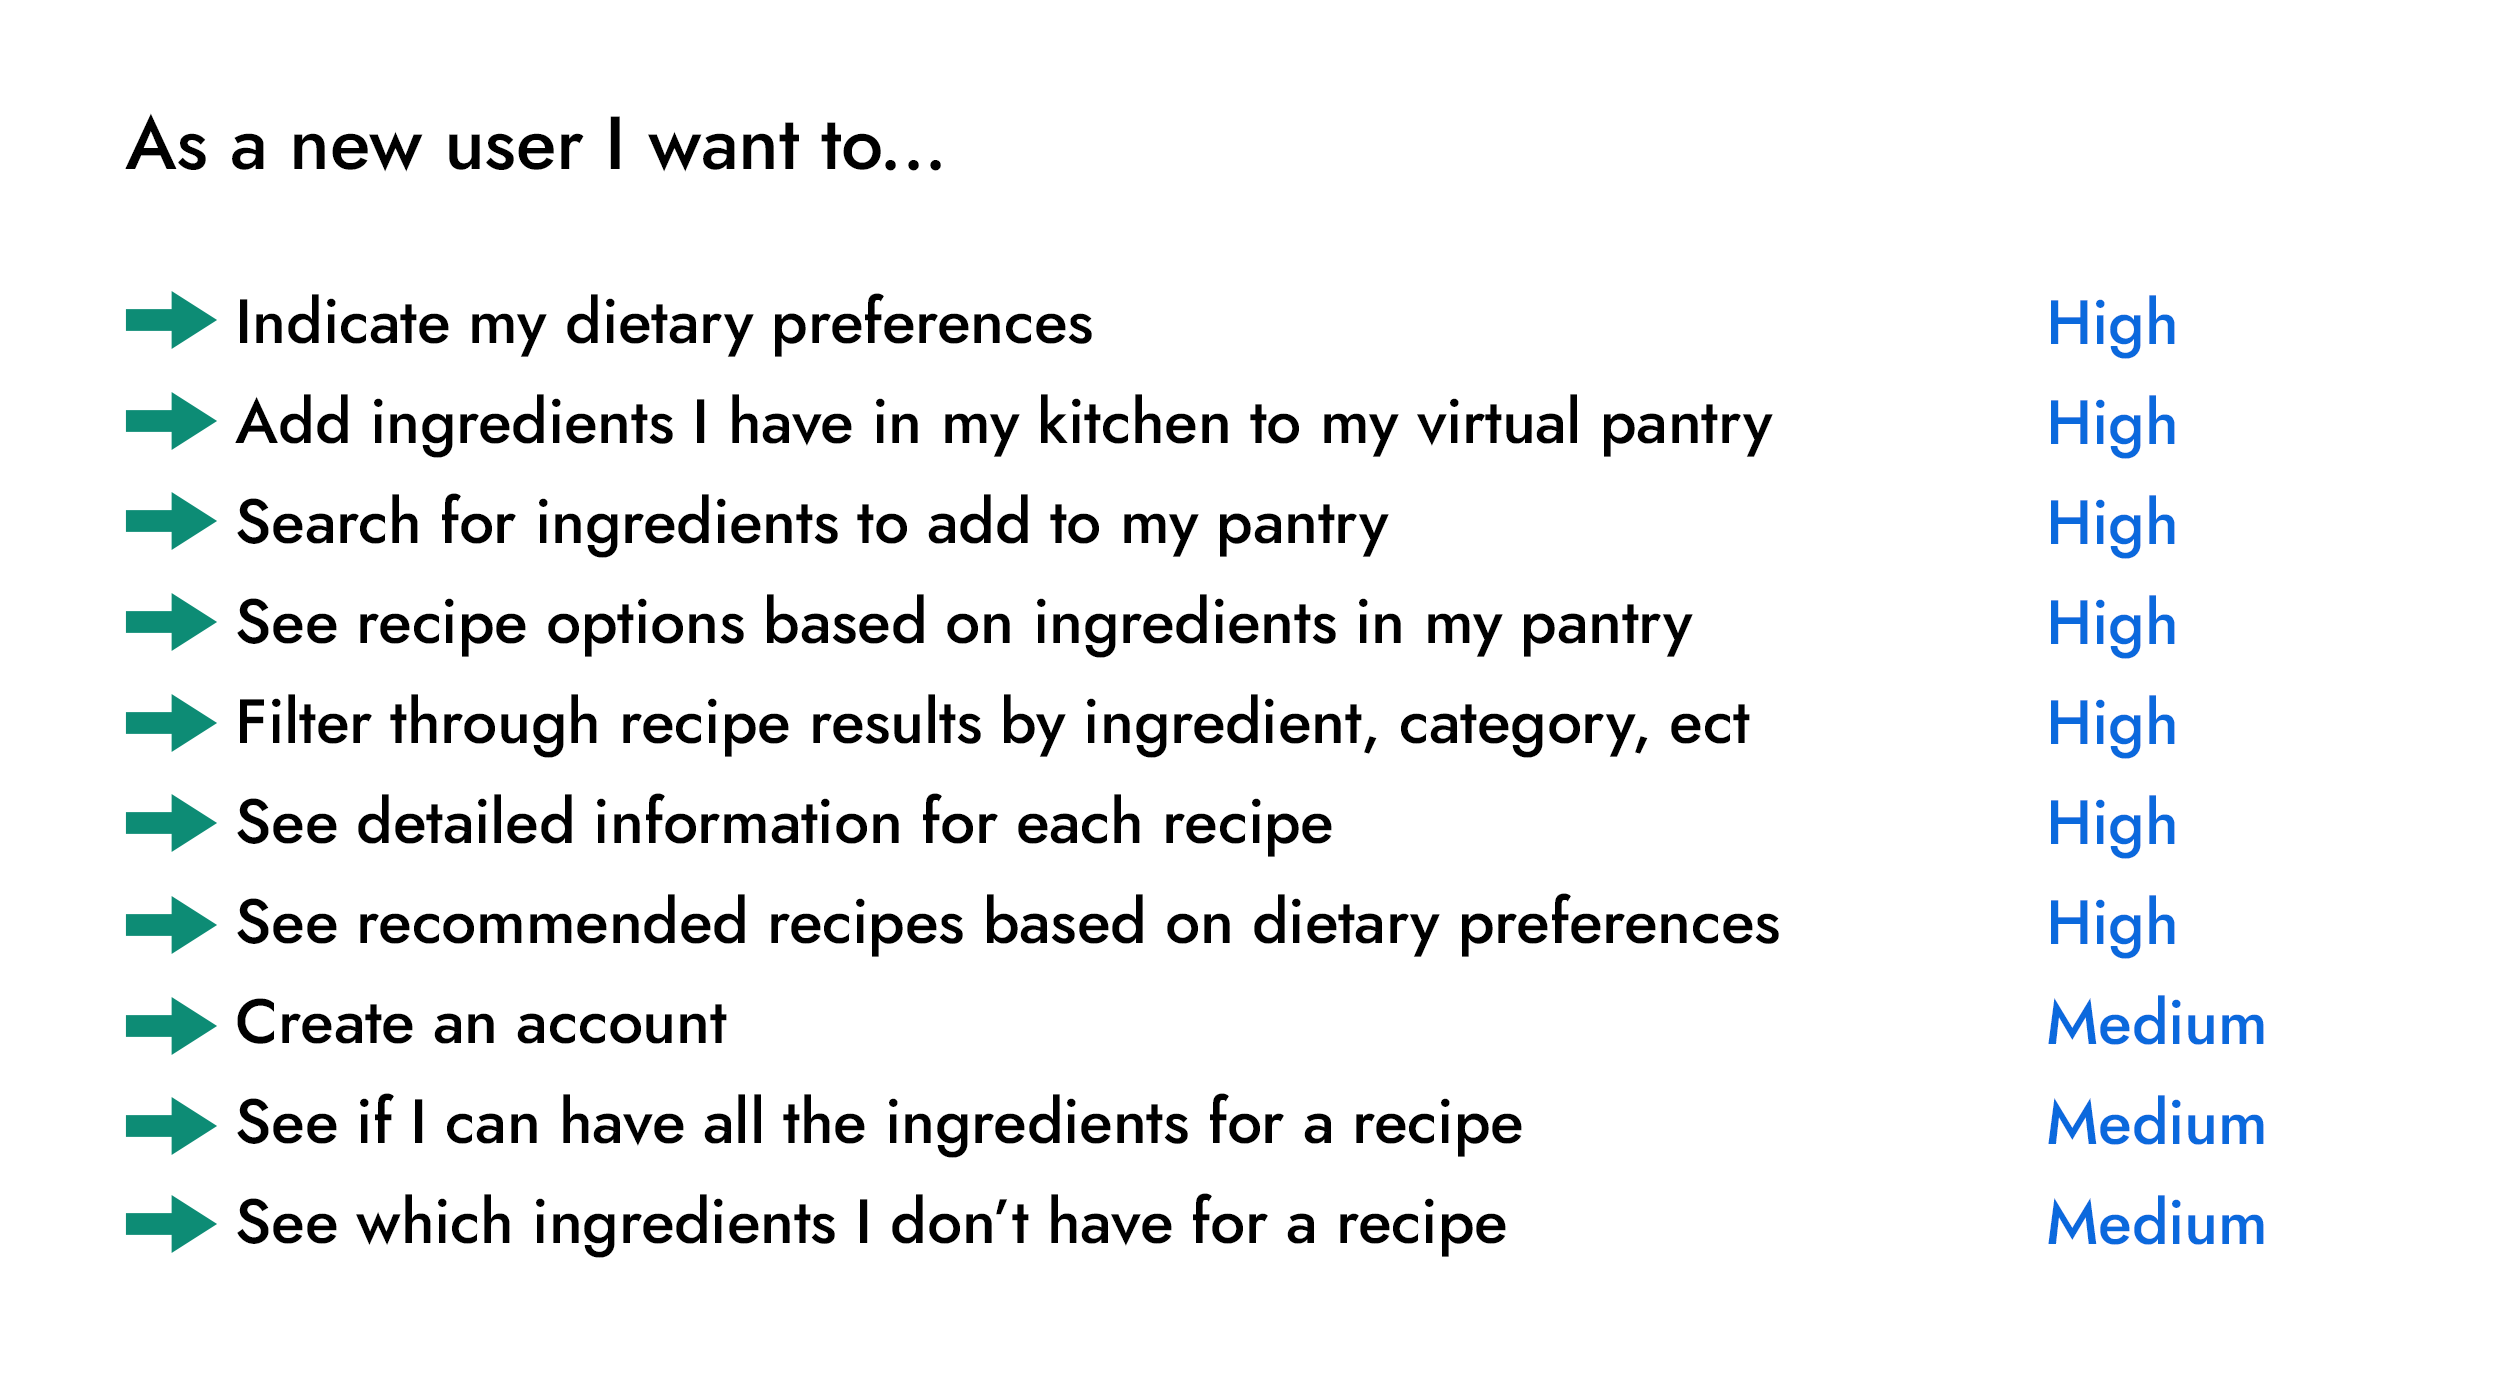 As a new user I want to...
Indicate my dietary preferences High
Add ingredients I have in my kitchen to my virtual pantry High
Search for ingredients to add to my pantry High
See recipe options based on ingredients in my pantry High
Filter through recipe results by ingredient, category, ect High
See detailed information for each recipe High
See recommended recipes based on dietary preferences High
Create an account Medium
See if I can have all the ingredients for a recipe Medium
See which ingredients I don't have for a recipe Medium